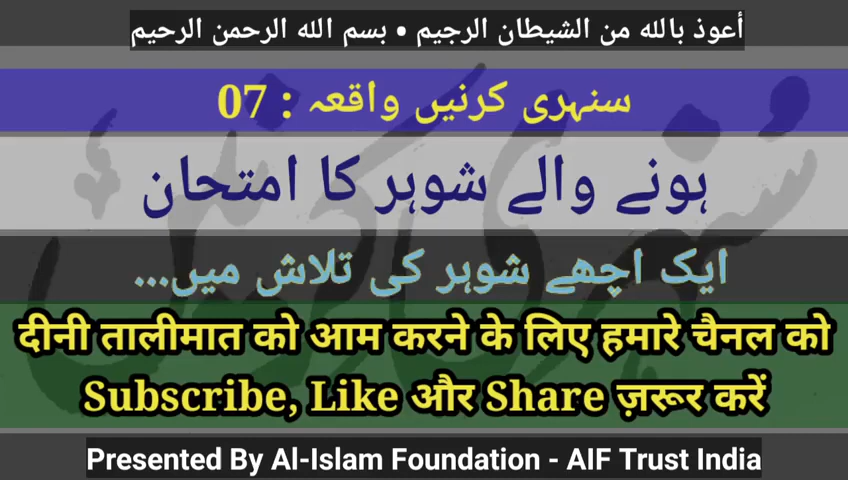 أعوذ بالله من الشيطان الرجيم • بسم الله الرحمن الرحيم
سنہری کرنیں واقعہ : 07
ہونے والے شوہر کا امتحان
ایک اچھے شوہر کی تلاش میں...
दीनी तालीमात को आम करने के लिए हमारे चैनल को
Subscribe, Like और Share ज़रूर करें
Presented By Al-Islam Foundation - AIF Trust India
سنہری کرنیں